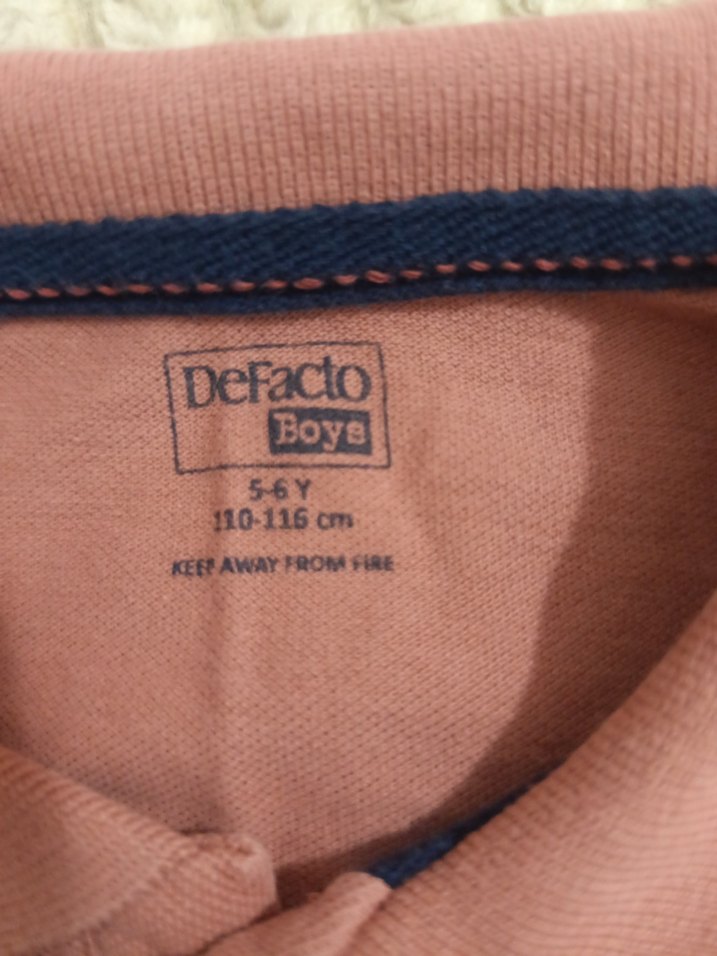 DeFacto
Boys
5-6 Y
110-116 cm
KEEP AWAY FROM FIRE